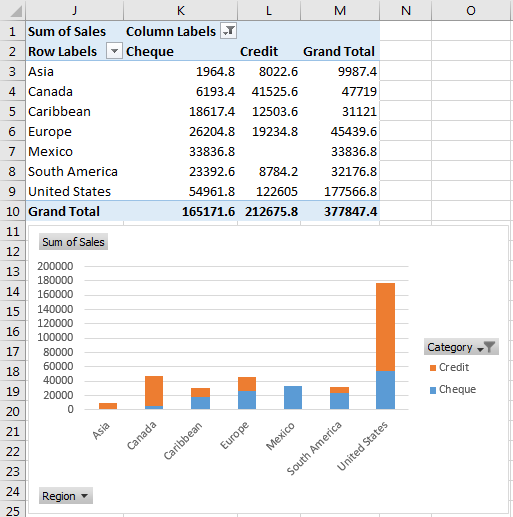 J K L M N O
1 Sum of Sales Column Labels
2 Row Labels Cheque Credit Grand Total
3 Asia 1964.8 8022.6 9987.4
4 Canada 6193.4 41525.6 47719
5 Caribbean 18617.4 12503.6 31121
6 Europe 26204.8 19234.8 45439.6
7 Mexico 33836.8 33836.8
8 South America 23392.6 8784.2 32176.8
9 United States 54961.8 122605 177566.8
10 Grand Total 165171.6 212675.8 377847.4
11
12 Sum of Sales
13 200000
180000
14 160000
15 140000
16 120000
100000
17 80000
18 60000
19 40000
20000
20 0
21
22
23
24
25
Asia Canada Caribbean Europe Mexico South America United States
Category
Credit
Cheque
Region